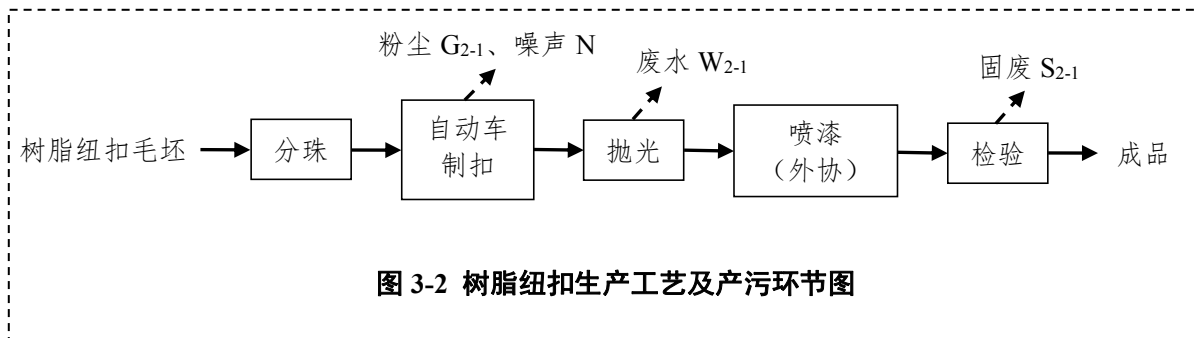 粉尘 G2-1、噪声 N
废水 W2-1
固废 S2-1
树脂纽扣毛坯
分珠
自动车
制扣
抛光
喷漆
（外协）
检验
成品
图 3-2 树脂纽扣生产工艺及产污环节图